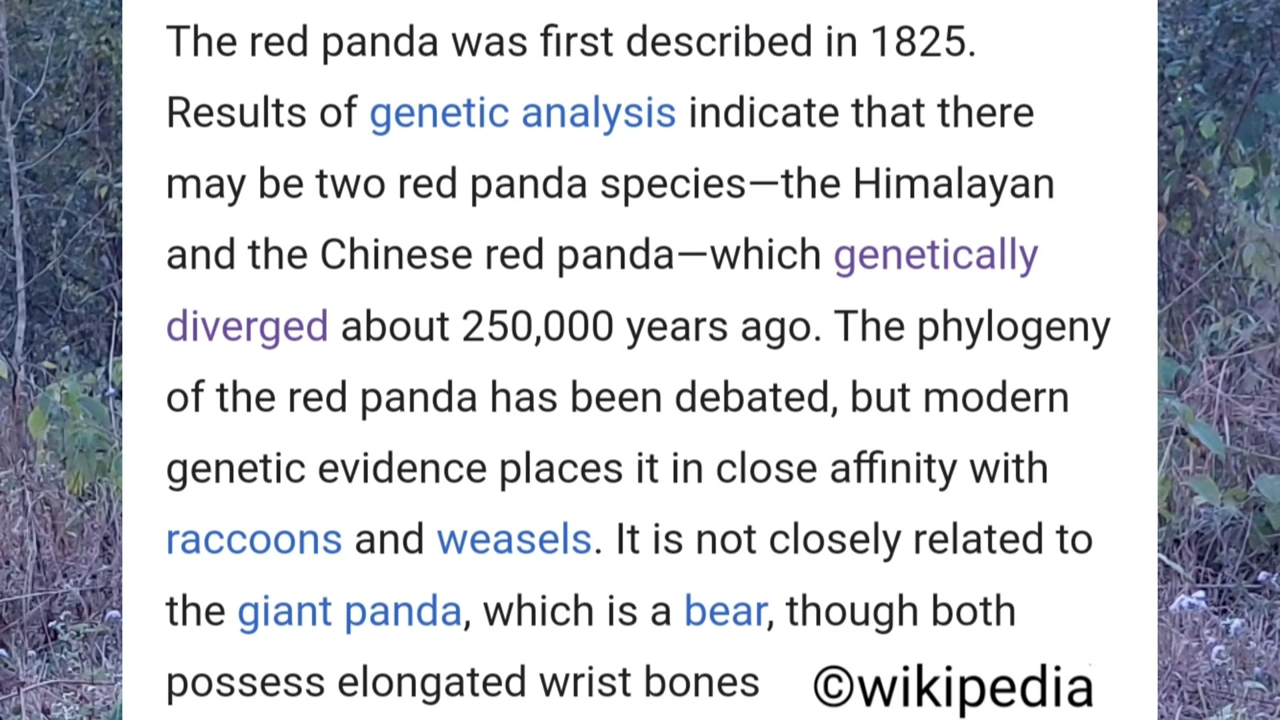 The red panda was first described in 1825.
Results of genetic analysis indicate that there
may be two red panda species—the Himalayan
and the Chinese red panda—which genetically
diverged about 250,000 years ago. The phylogeny
of the red panda has been debated, but modern
genetic evidence places it in close affinity with
raccoons and weasels. It is not closely related to
the giant panda, which is a bear, though both
possess elongated wrist bones ©wikipedia